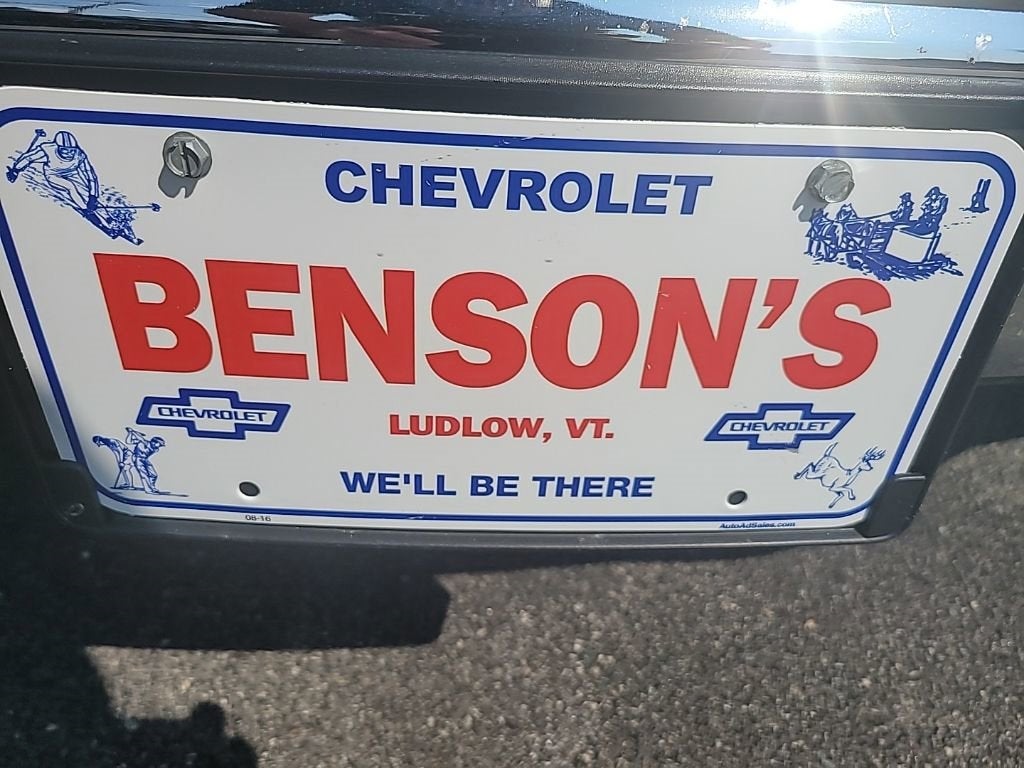 CHEVROLET
BENSON'S
CHEVROLET
LUDLOW, VT.
CHEVROLET
WE'LL BE THERE
08-16
AutoAdSales.com